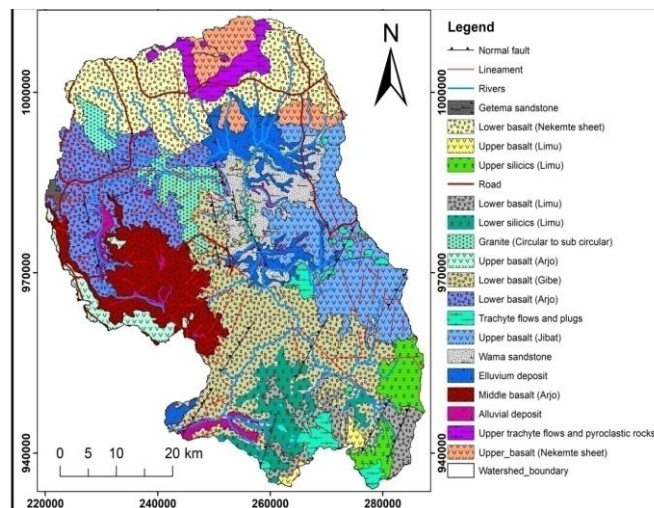 N
1000000
970000
940000
0 5 10 20 km
220000 240000 260000 280000
1000000
970000
940000
Legend
Normal fault
Lineament
Rivers
Getema sandstone
Lower basalt (Nekemte sheet)
Upper basalt (Limu)
Upper silicics (Limu)
Road
Lower basalt (Limu)
Lower silicics (Limu)
Granite (Circular to sub circular)
Upper basalt (Arjo)
Lower basalt (Gibe)
Lower basalt (Arjo)
Trachyte flows and plugs
Upper basalt (Jibat)
Wama sandstone
Elluvium deposit
Middle basalt (Arjo)
Alluvial deposit
Upper trachyte flows and pyroclastic rocks
Upper_basalt (Nekemte sheet)
Watershed_boundary